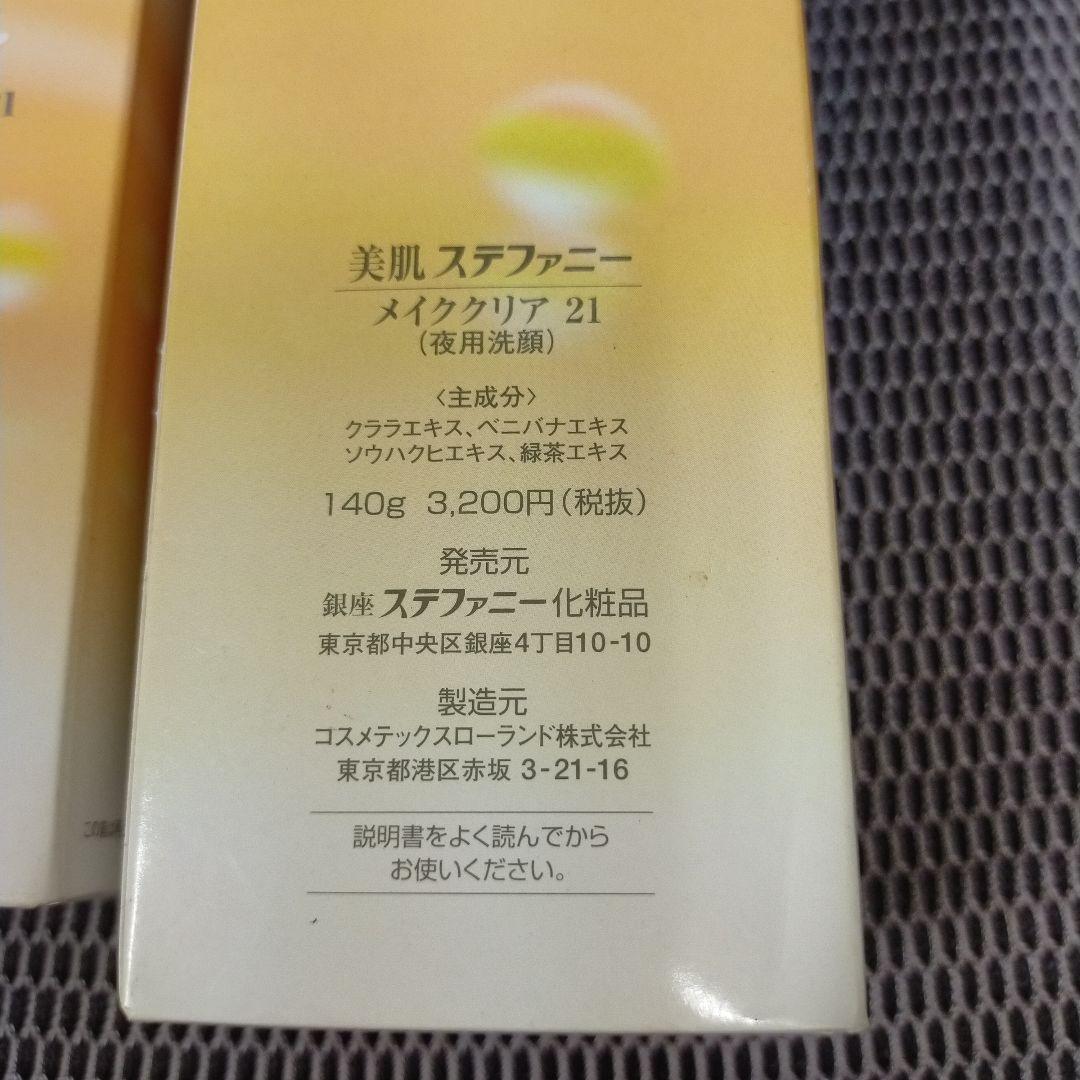 美肌 ステファニー
メイククリア 21
(夜用洗顔)
〈主成分〉
クララエキス、ベニバナエキス
ソウハクヒエキス、緑茶エキス
140g 3,200円(税抜)
発売元
銀座 ステファニー化粧品
東京都中央区銀座4丁目10-10
製造元
コスメテックスローランド株式会社
東京都港区赤坂 3-21-16
説明書をよく読んでから
お使いください。